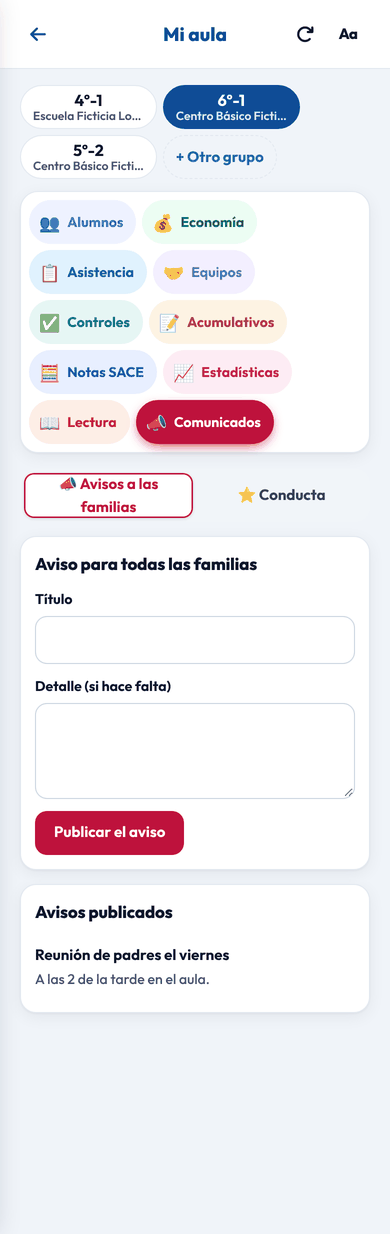 Mi aula
Aa
4°-1
Escuela Ficticia Lo...
6°-1
Centro Básico Ficti...
5°-2
Centro Básico Ficti...
+ Otro grupo
Alumnos
Economía
Asistencia
Equipos
Controles
Acumulativos
Notas SACE
Estadísticas
Lectura
Comunicados
Avisos a las
familias
Conducta
Aviso para todas las familias
Título
Detalle (si hace falta)
Publicar el aviso
Avisos publicados
Reunión de padres el viernes
A las 2 de la tarde en el aula.